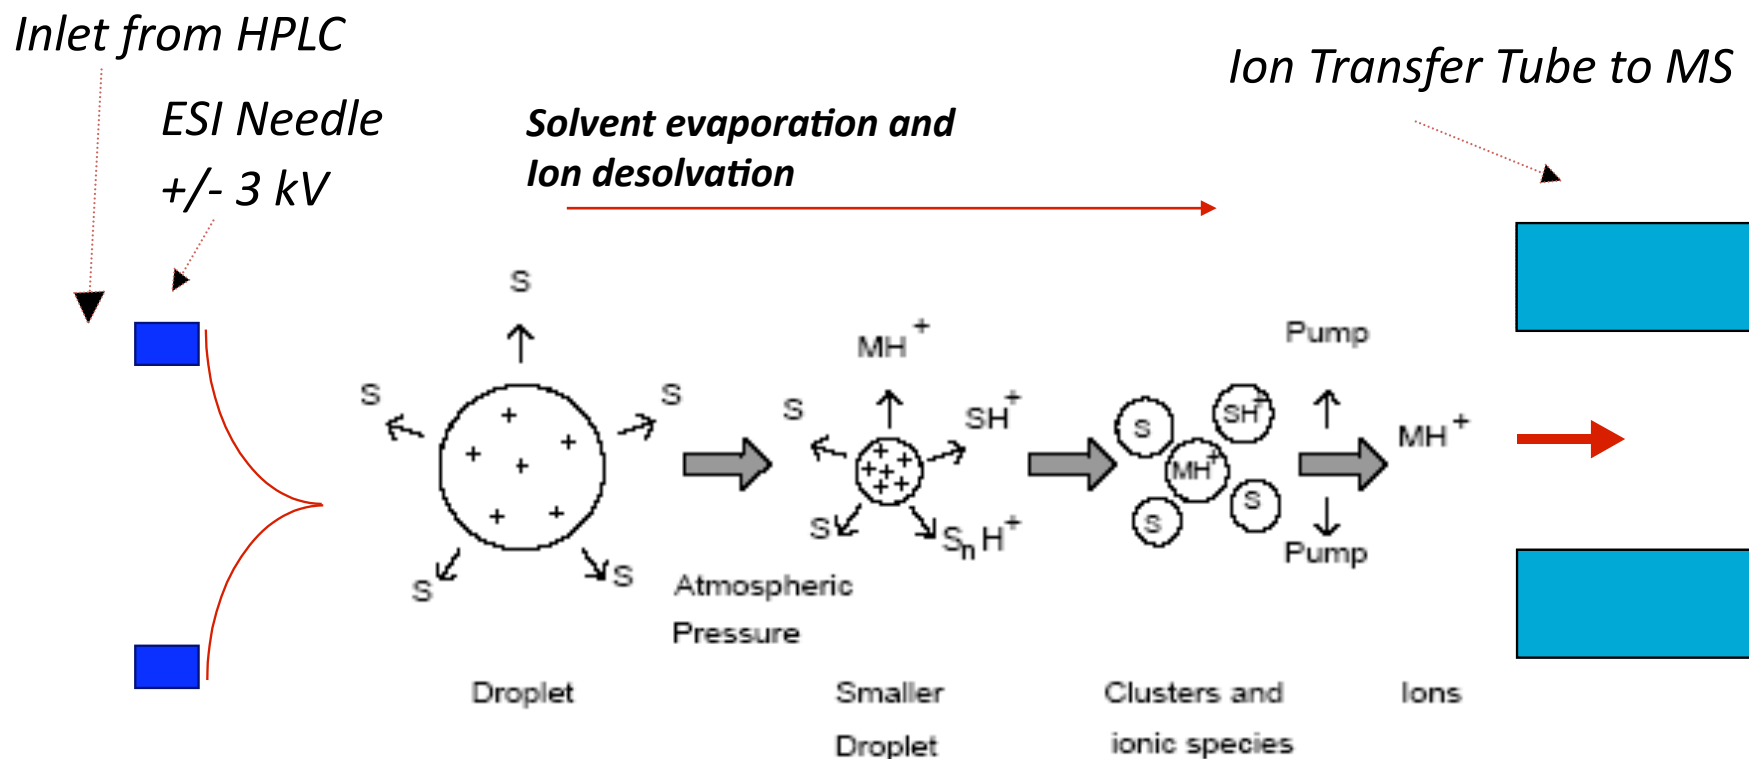 Inlet from HPLC
ESI Needle
+/- 3 kV
Solvent evaporation and
Ion desolvation
Ion Transfer Tube to MS
S
S
S
S
S
+
+
+
+
+
+
MH+
S
SH+
S
SnH+
+
+
+
+
+
+
+
Atmospheric
Pressure
S
SH+
MH+
S
S
Pump
Pump
MH+
Droplet
Smaller
Droplet
Clusters and
ionic species
Ions